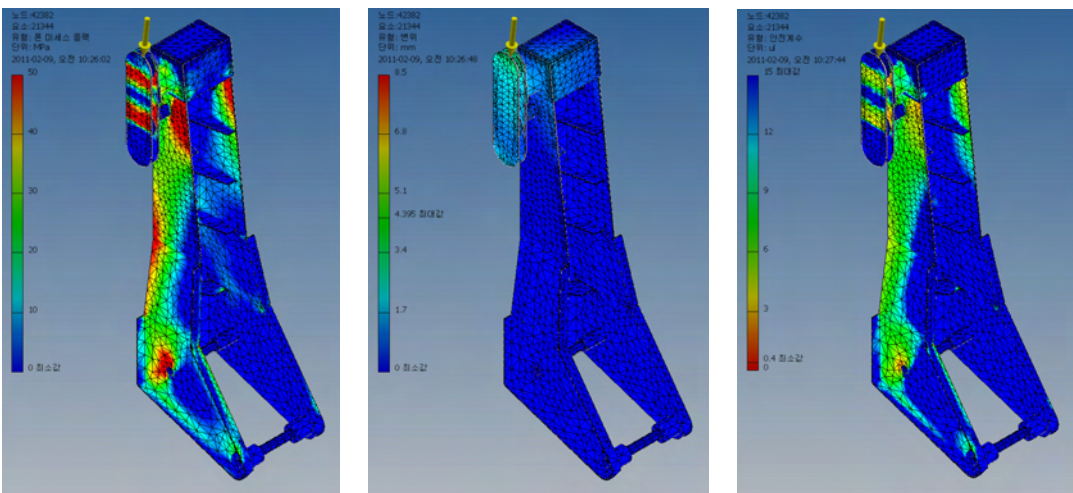 노드:42382
요소:21344
유형: 폰 미세스 응력
단위: MPa
2011-02-09, 오전 10:26:02
50
40
30
20
10
0 최소값
노드:42382
요소:21344
유형: 변위
단위: mm
2011-02-09, 오전 10:26:48
8.5
6.8
5.1
4.395 최대값
3.4
1.7
0 최소값
노드:42382
요소:21344
유형: 안전계수
단위: ul
2011-02-09, 오전 10:27:44
15 최대값
12
9
6
3
0.4 최소값
0